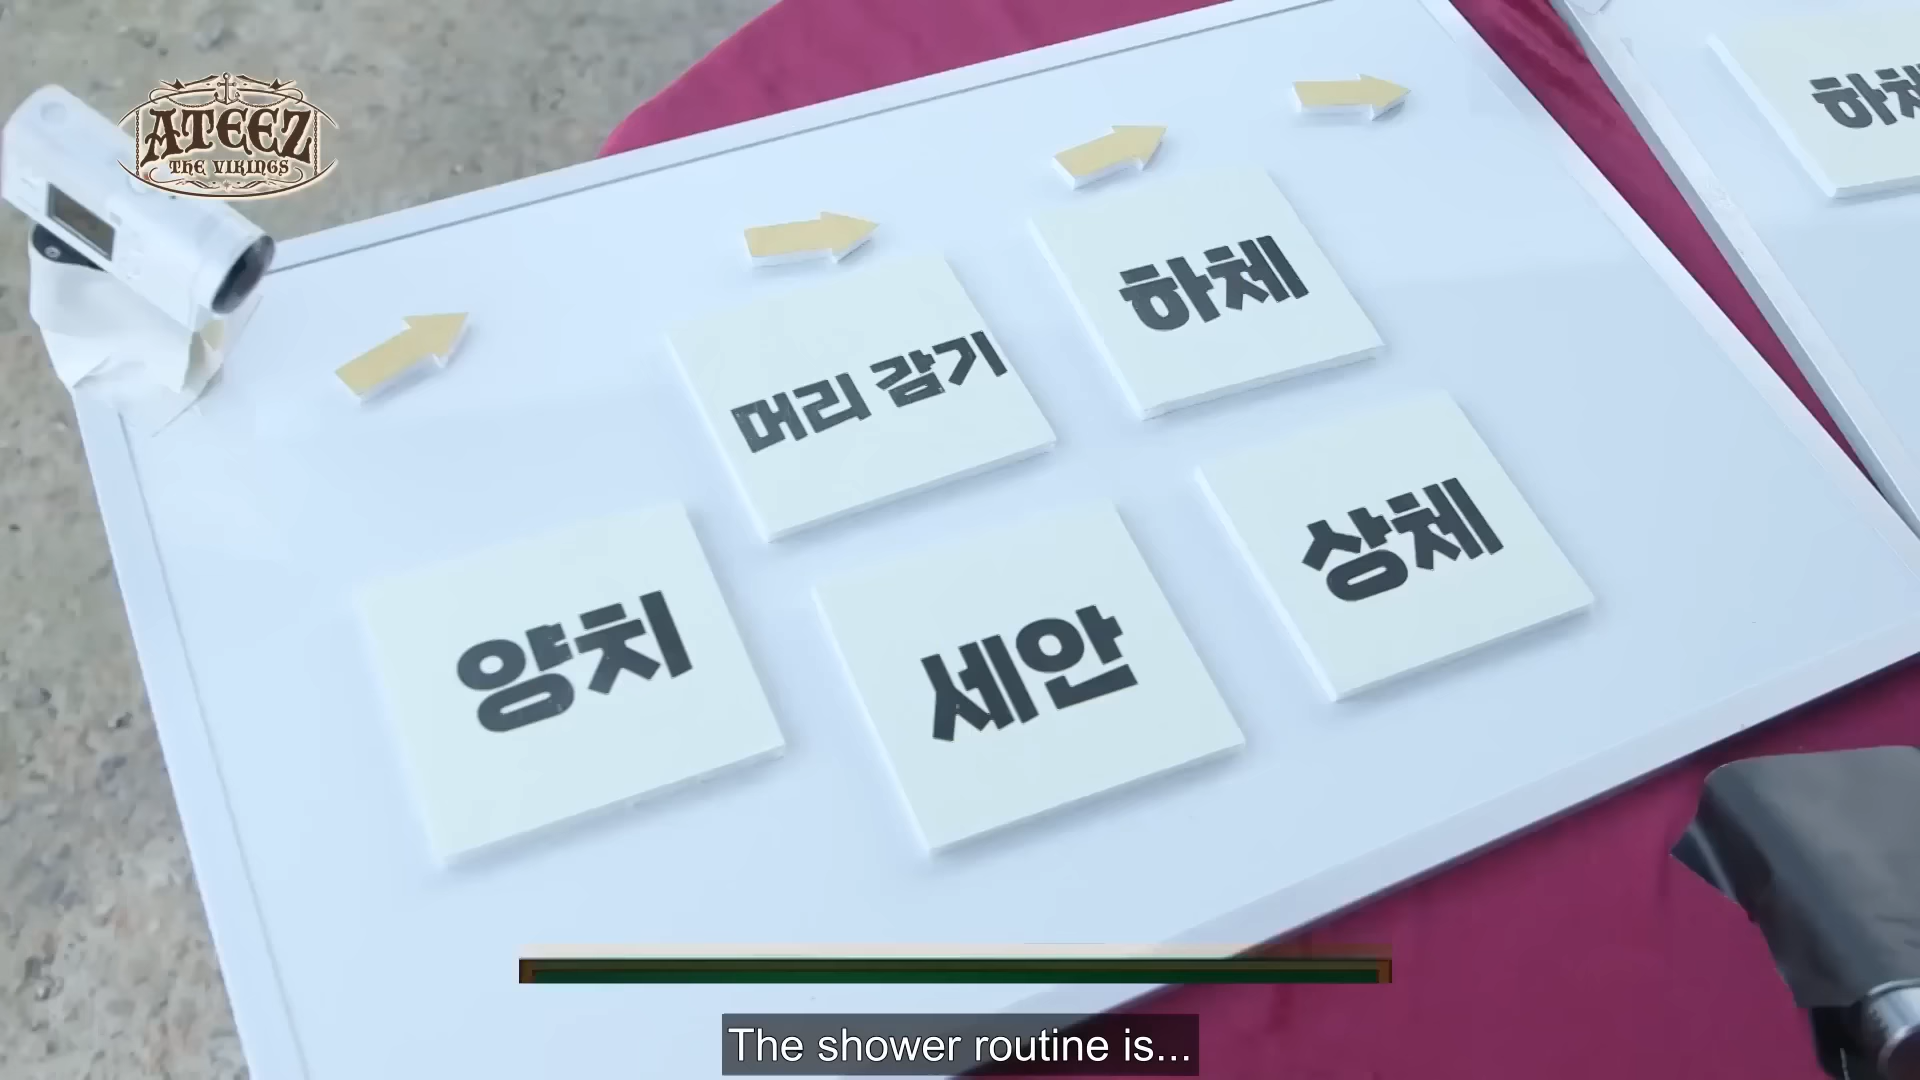 ATEEZ
THE VIKINGS
하체
머리 감기
하체
양치
세안
상체
The shower routine is...